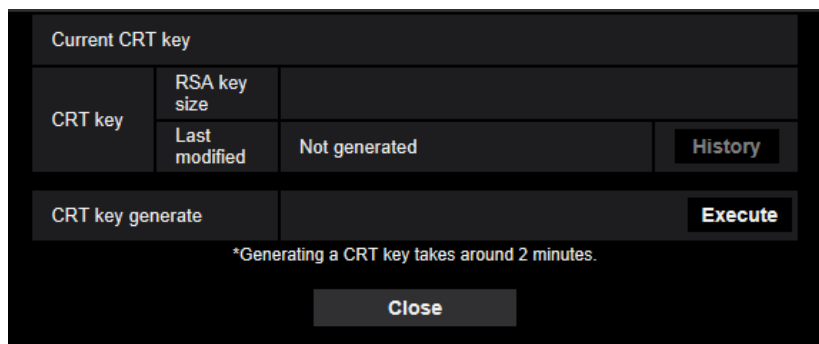 Current CRT key
CRT key
RSA key
size
Last
modified
Not generated
History
CRT key generate
Execute
*Generating a CRT key takes around 2 minutes.
Close